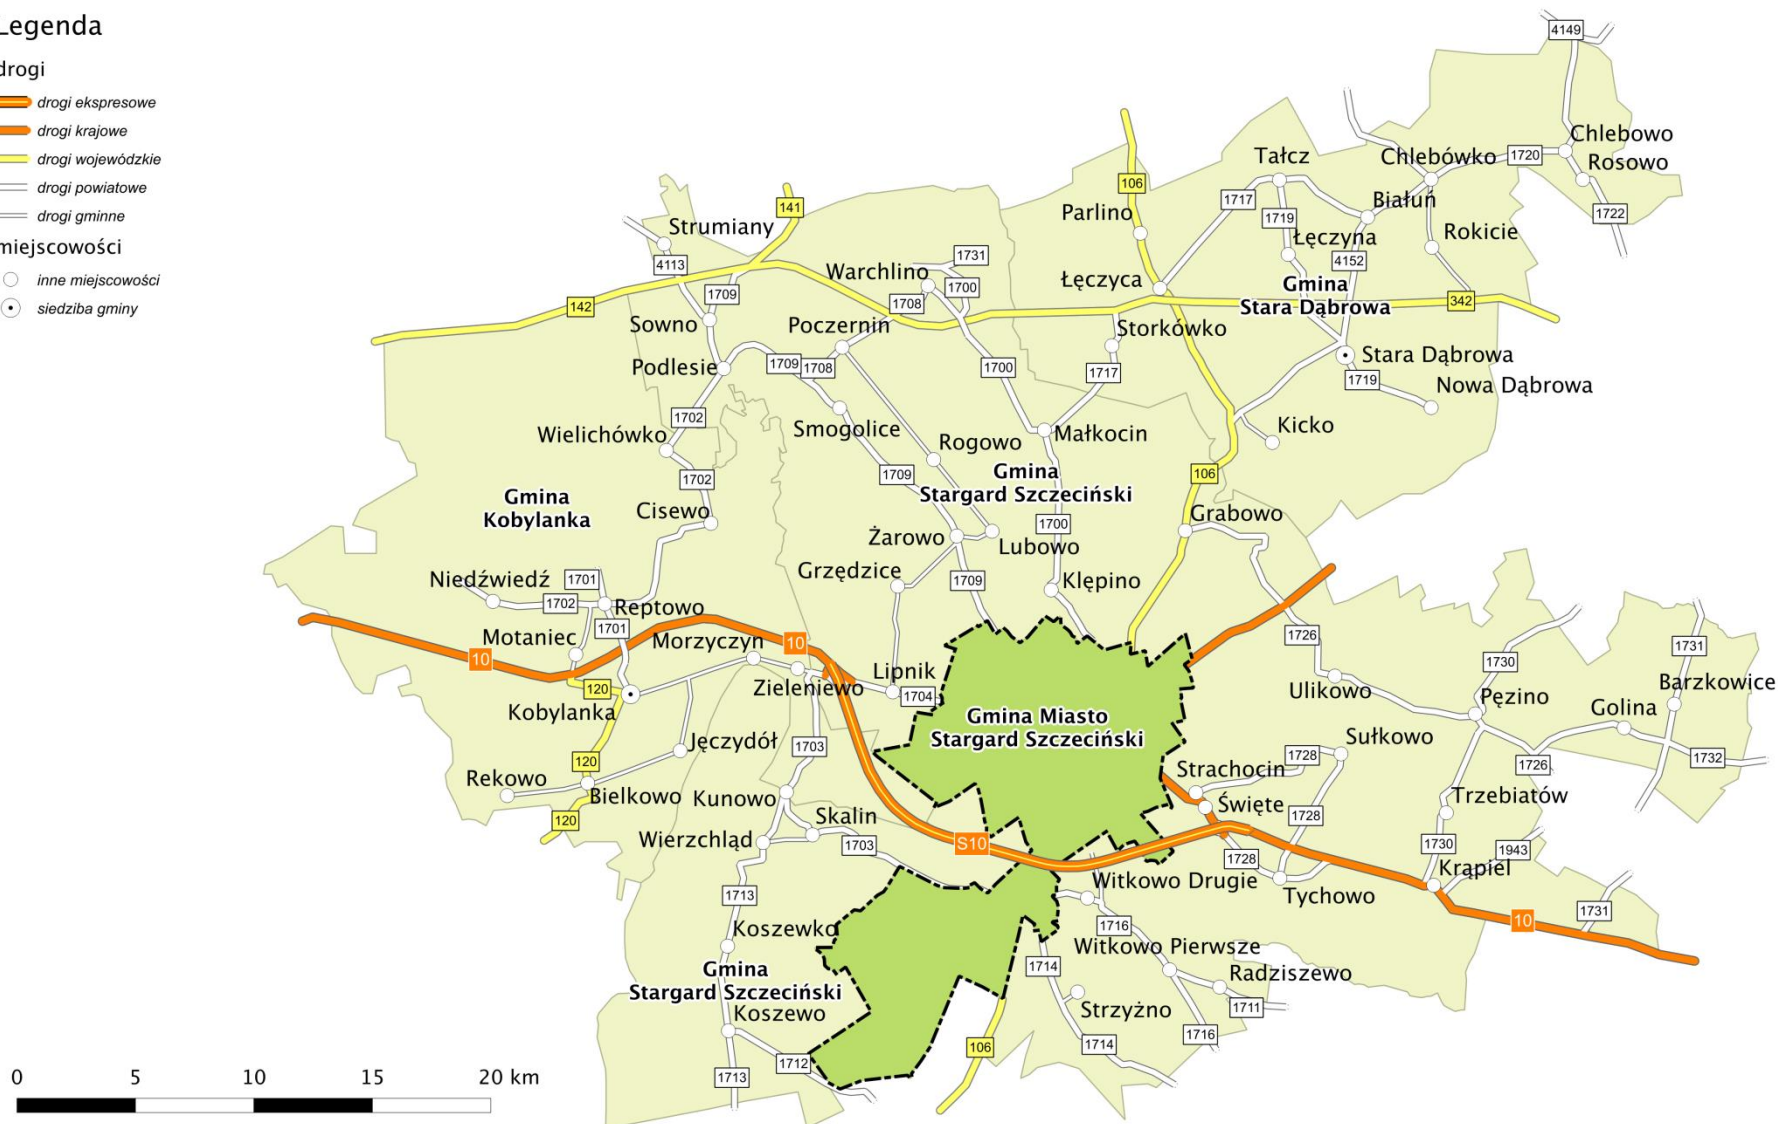 Legenda
drogi
drogi ekspresowe
drogi krajowe
drogi wojewódzkie
drogi powiatowe
drogi gminne
miejscowości
inne miejscowości
siedziba gminy
4149
Chlebowo
Tałcz
Chlebówko
1720
Rosowo
106
1717
Białuń
141
Parlino
1719
1722
Strumiany
Łęczyna
Rokicie
4113
Warchlino
1731
4152
Łęczyca
1700
Gmina
Stara Dąbrowa
1709
1708
342
142
Sowno
Poczernin
Storkówko
Stara Dąbrowa
Podlesie
1709
1708
1700
1717
1719
Nowa Dąbrowa
1702
Wielichówko
Smogolice
Rogowo
Małkocin
Kicko
1702
1709
Gmina
Stargard Szczeciński
106
Gmina
Kobylanka
Cisewo
1700
Grabowo
Żarowo
Lubowo
Niedźwiedź
1701
Grzędzice
1709
Klępino
1702
Reptowo
1701
1726
Motaniec
Morzyczyn
10
10
1730
1731
120
Zieleniewo
Lipnik
1704
Ulikowo
Pęzino
Barzkowice
Kobylanka
Gmina Miasto
Stargard Szczeciński
Golina
Jęczydół
1703
Sułkowo
1728
1726
1732
120
Strachocin
Rekowo
Bielkowo
Kunowo
Święte
Trzebiatów
120
Skalin
1728
Wierzchląd
1703
S10
1728
1730
1943
Krąpiel
Witkowo Drugie
Tychowo
1713
1716
1731
10
Koszewko
Witkowo Pierwsze
Gmina
Stargard Szczeciński
1714
Radziszewo
Koszewo
Strzyżno
1711
106
1714
1716
1712
1713
0 5 10 15 20 km